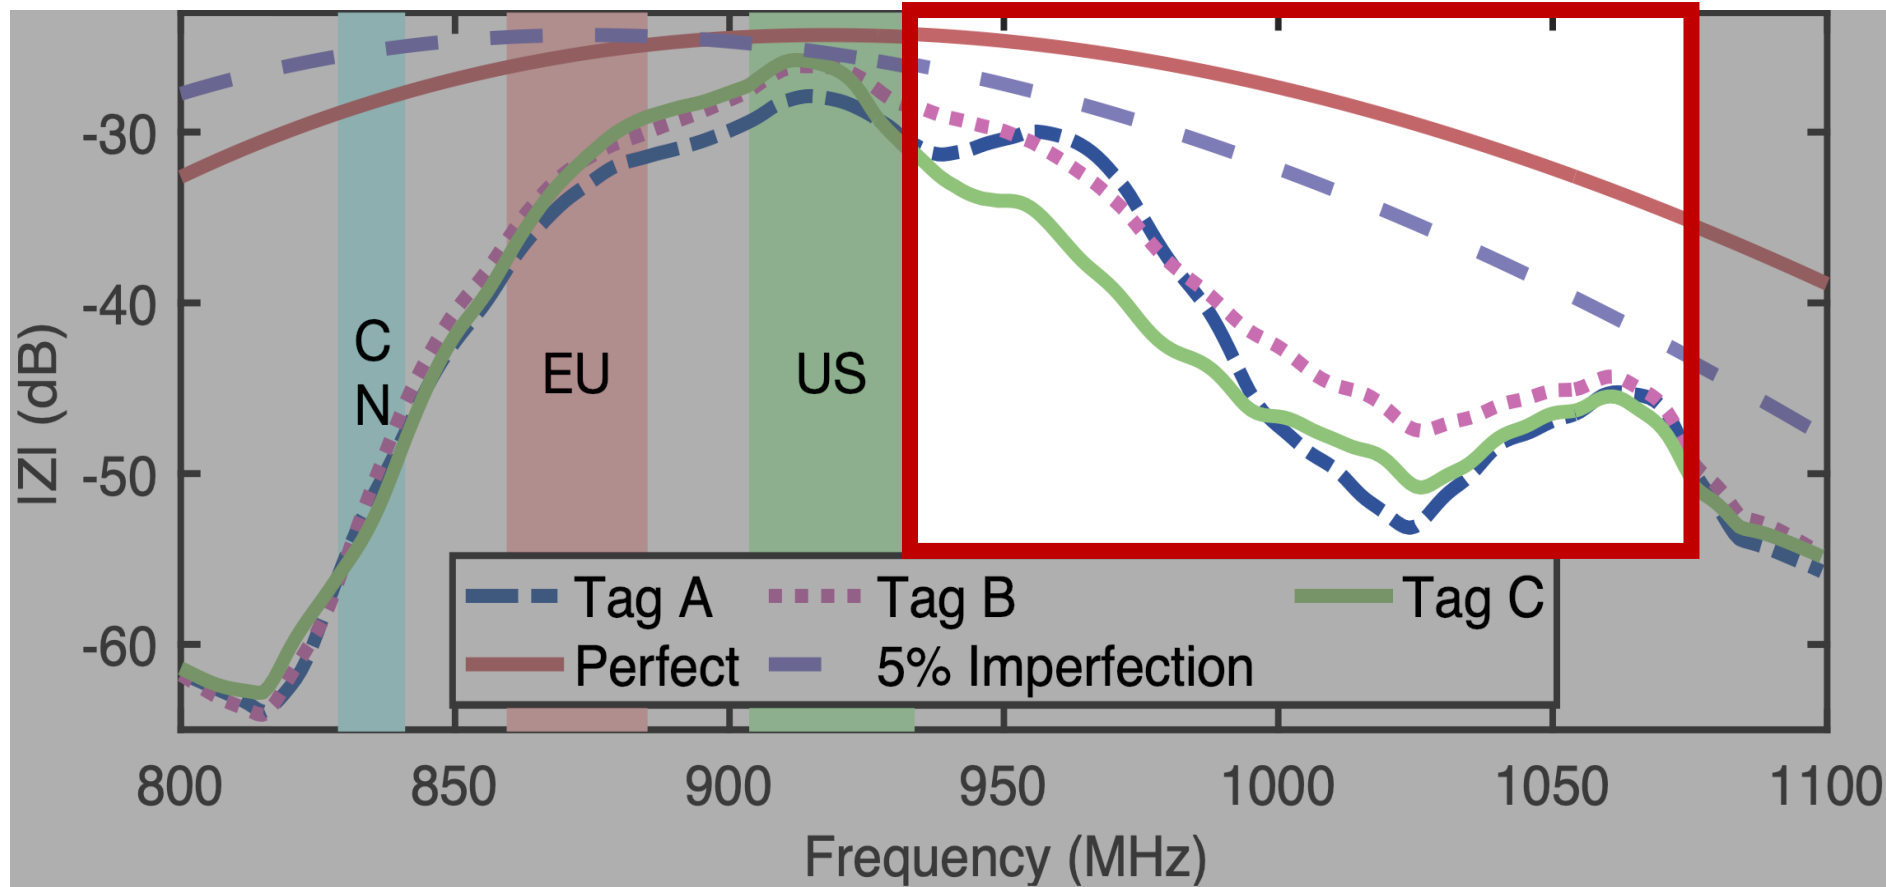 -30
-40
-50
-60
|Z| (dB)
C
N
EU
US
Tag A Tag B Tag C
Perfect 5% Imperfection
800 850 900 950 1000 1050 1100
Frequency (MHz)